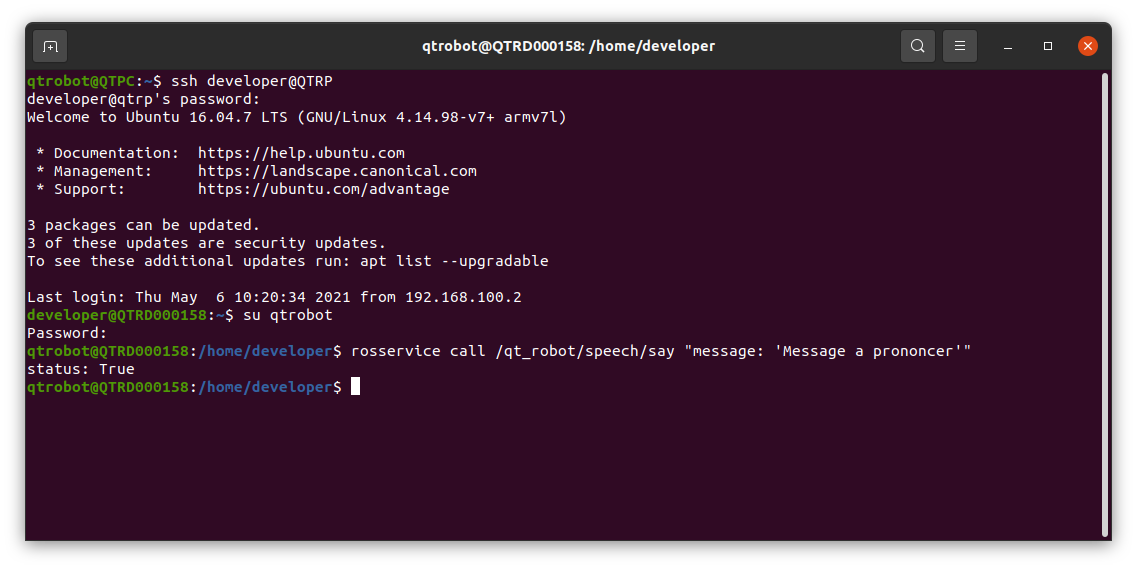 qtrobot@QTRD000158: /home/developer
qtrobot@QTPC:~$ ssh developer@QTRP
developer@qtrp's password:
Welcome to Ubuntu 16.04.7 LTS (GNU/Linux 4.14.98-v7+ armv7l)
* Documentation:  https://help.ubuntu.com
* Management:     https://landscape.canonical.com
* Support:        https://ubuntu.com/advantage
3 packages can be updated.
3 of these updates are security updates.
To see these additional updates run: apt list --upgradable
Last login: Thu May  6 10:20:34 2021 from 192.168.100.2
developer@QTRD000158:~$ su qtrobot
Password:
qtrobot@QTRD000158:/home/developer$ rosservice call /qt_robot/speech/say "message: 'Message a prononcer'"
status: True
qtrobot@QTRD000158:/home/developer$